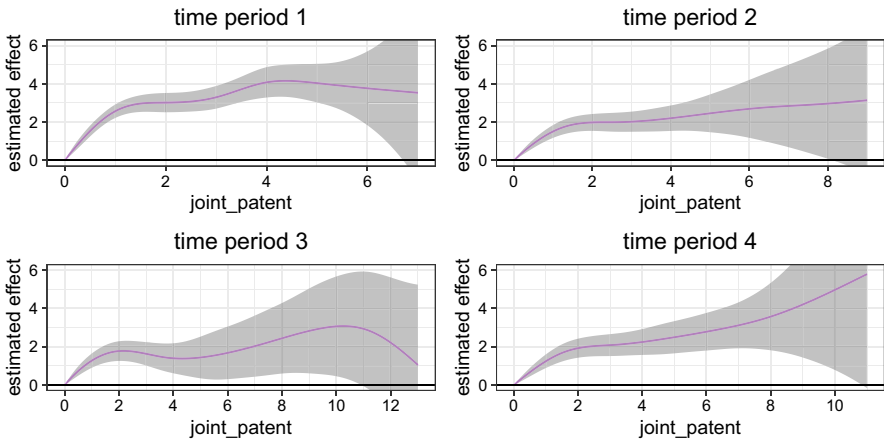 time period 1
estimated effect
6
4
2
0
0 2 4 6
joint_patent
time period 2
estimated effect
6
4
2
0
0 2 4 6 8
joint_patent
time period 3
estimated effect
6
4
2
0
0 2 4 6 8 10 12
joint_patent
time period 4
estimated effect
6
4
2
0
0 2 4 6 8 10
joint_patent